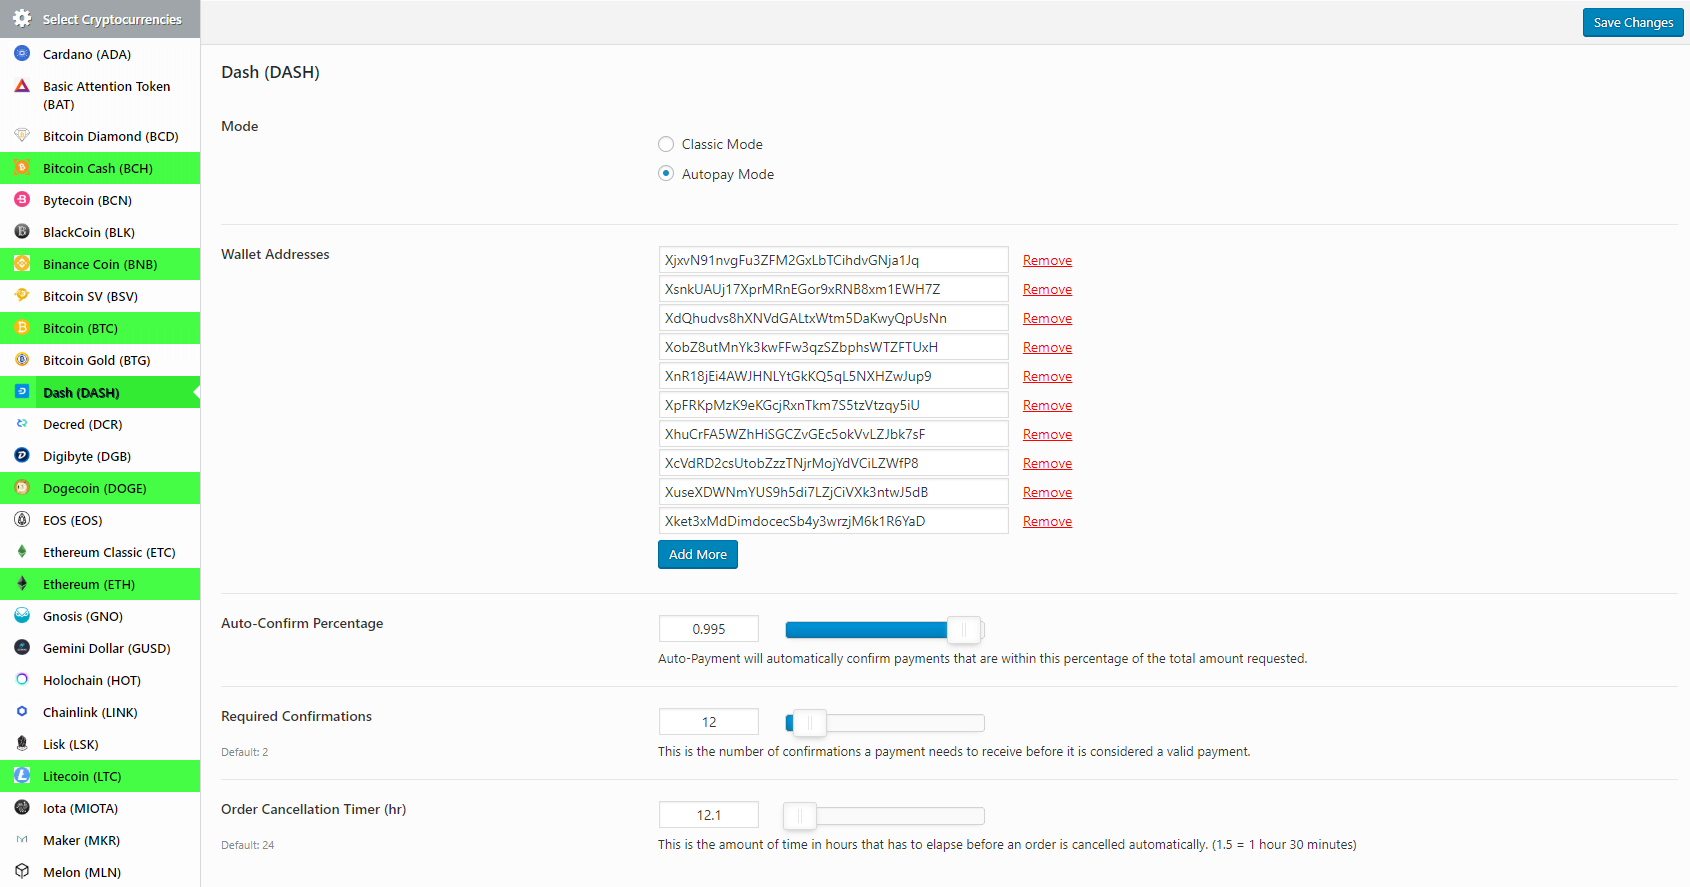 Select Cryptocurrencies
Cardano (ADA)
Basic Attention Token
(BAT)
Bitcoin Diamond (BCD)
Bitcoin Cash (BCH)
Bytecoin (BCN)
BlackCoin (BLK)
Binance Coin (BNB)
Bitcoin SV (BSV)
Bitcoin (BTC)
Bitcoin Gold (BTG)
Dash (DASH)
Decred (DCR)
Digibyte (DGB)
Dogecoin (DOGE)
EOS (EOS)
Ethereum Classic (ETC)
Ethereum (ETH)
Gnosis (GNO)
Gemini Dollar (GUSD)
Holochain (HOT)
Chainlink (LINK)
Lisk (LSK)
Litecoin (LTC)
Iota (MIOTA)
Maker (MKR)
Melon (MLN)
Save Changes
Dash (DASH)
Mode
Classic Mode
Autopay Mode
Wallet Addresses
XjxvN91nvgFu3ZFM2GxLbTCihdvGNja1Jq Remove
XsnkUAUj17XprMRnEGor9xRNB8xm1EWH7Z Remove
XdQhudvs8hXNVdGALtxWtm5DaKwyQpUsNn Remove
XobZ8utMnYk3kwFFw3qzSZbphsWTZFTUxH Remove
XnR18jEi4AWJHNLYtGkKQ5qL5NXHZwJup9 Remove
XpFRKpMzK9eKGcjRxnTkm7S5tzVtzqy5iU Remove
XhuCrFA5WZhHiSGCZvGEc5okVvLZJbk7sF Remove
XcVdRD2csUtobZzzTNjrMojYdVCiLZWfP8 Remove
XuseXDWNmYUS9h5di7LZjCiVXk3ntwJ5dB Remove
Xket3xMdDimdocecSb4y3wrzjM6k1R6YaD Remove
Add More
Auto-Confirm Percentage
0.995
Auto-Payment will automatically confirm payments that are within this percentage of the total amount requested.
Required Confirmations
Default: 2
12
This is the number of confirmations a payment needs to receive before it is considered a valid payment.
Order Cancellation Timer (hr)
Default: 24
12.1
This is the amount of time in hours that has to elapse before an order is cancelled automatically. (1.5 = 1 hour 30 minutes)